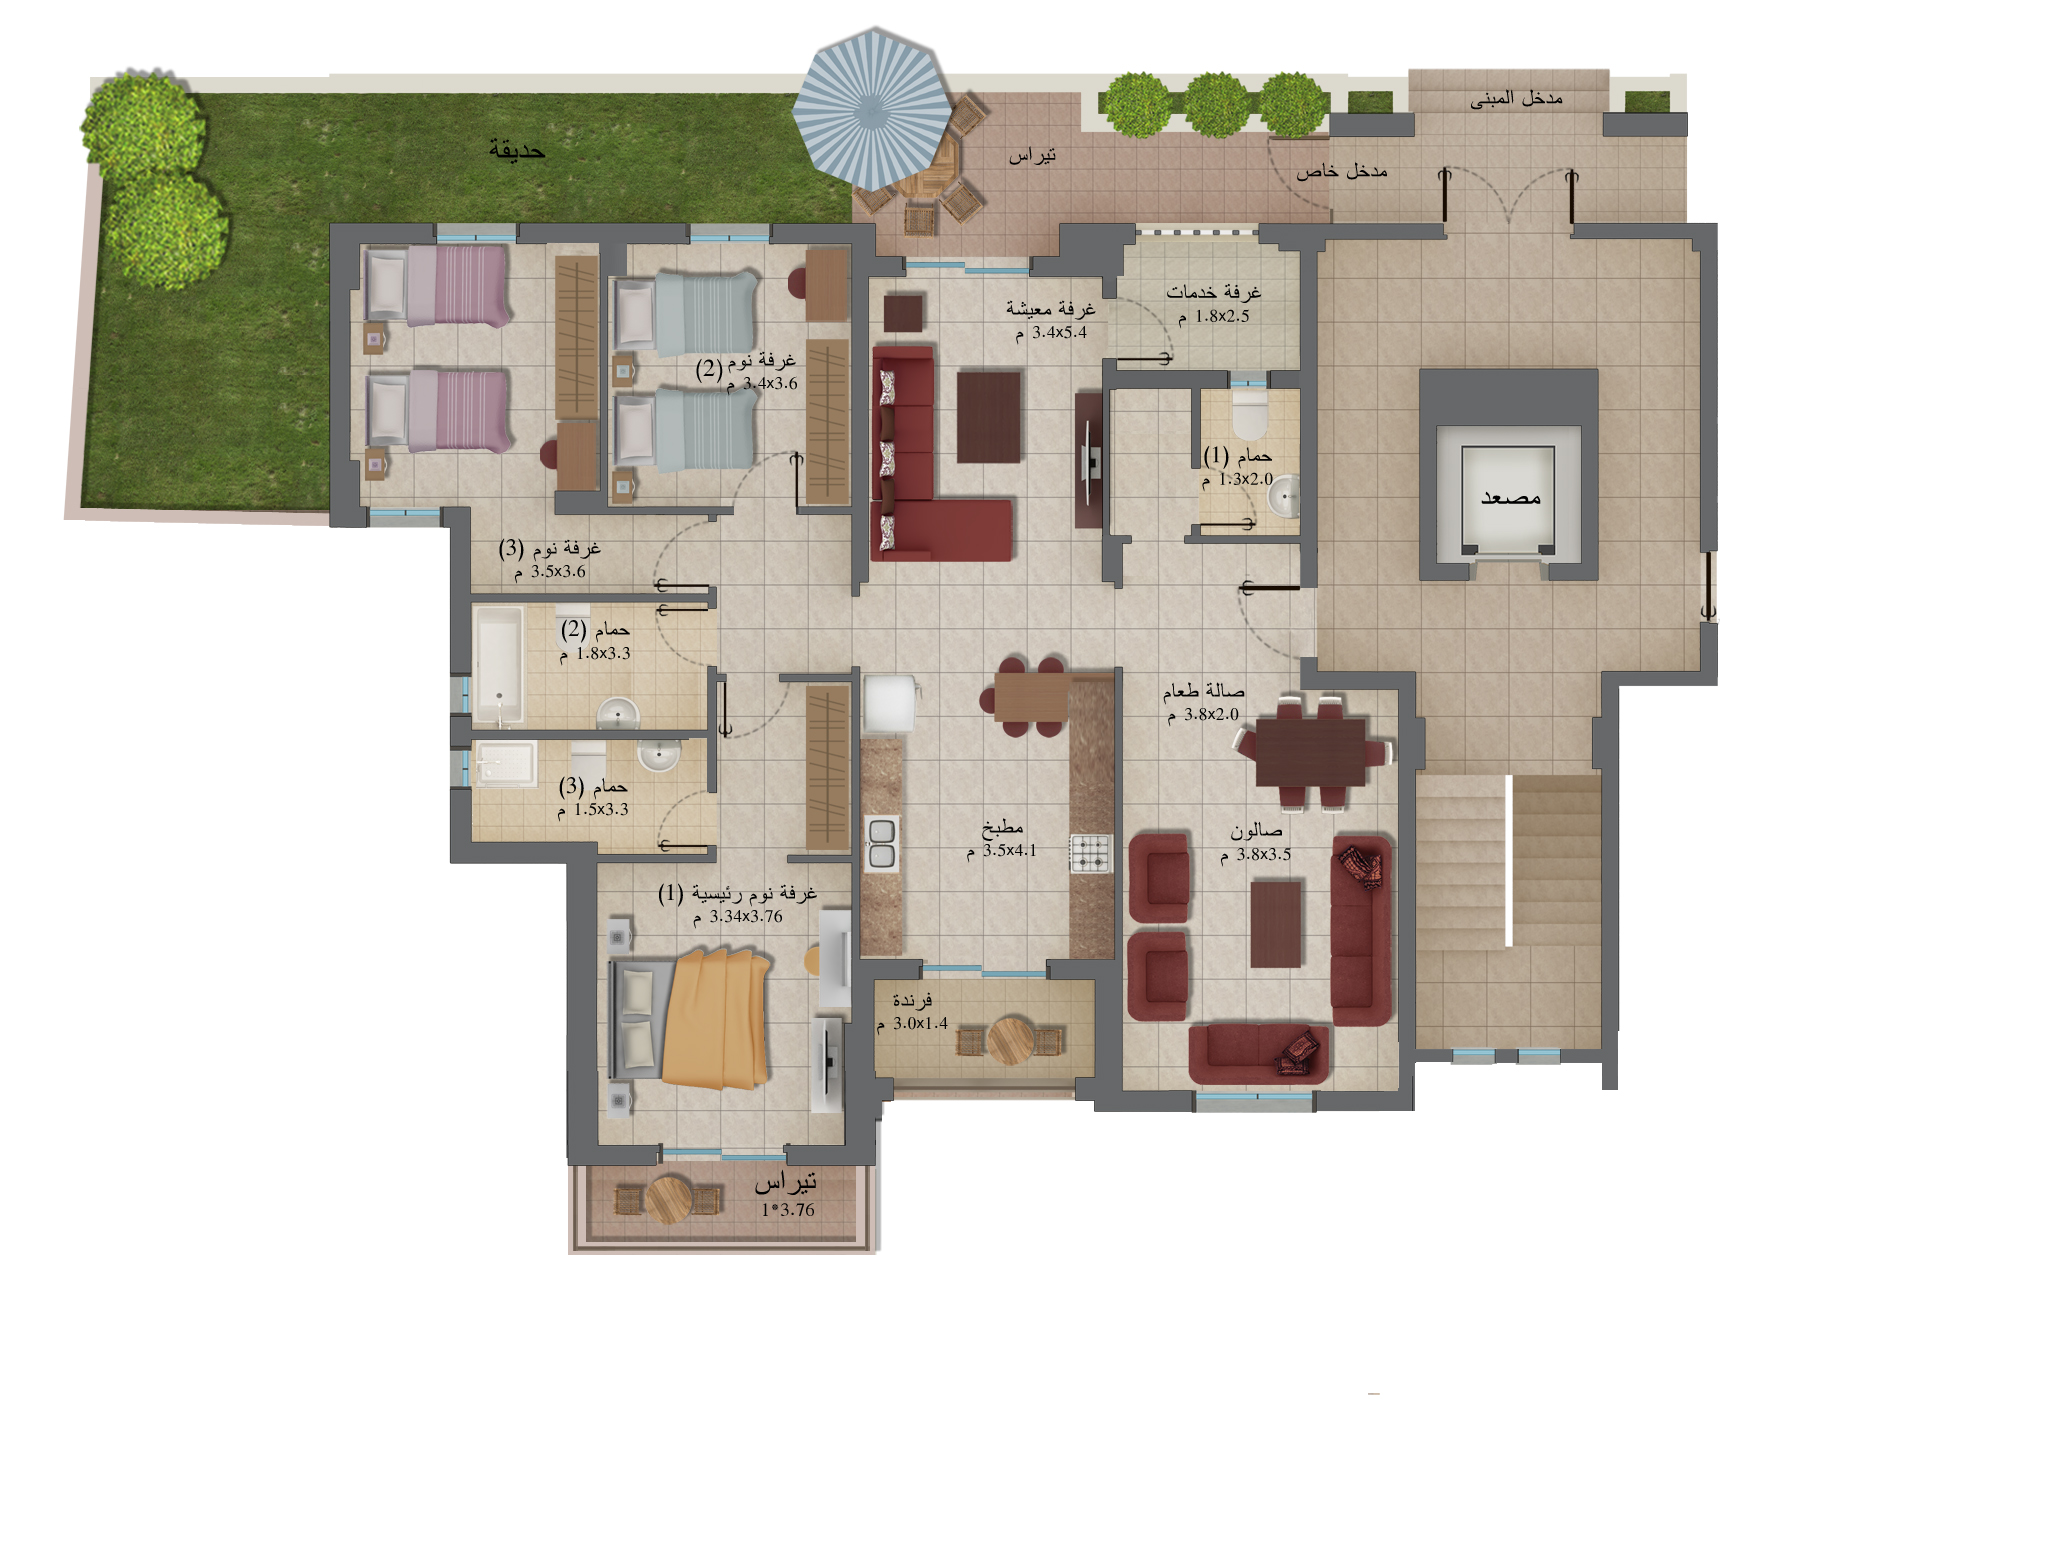 مدخل المبنى
حديقة
تيراس
مدخل خاص
غرفة خدمات
1.8x2.5 م
غرفة معيشة
3.4x5.4 م
غرفة نوم (2)
3.4x3.6 م
حمام (1)
1.3x2.0 م
مصعد
غرفة نوم (3)
3.5x3.6 م
حمام (2)
1.8x3.3 م
صالة طعام
3.8x2.0 م
حمام (3)
1.5x3.3 م
مطبخ
3.5x4.1 م
صالون
3.8x3.5 م
غرفة نوم رئيسية (1)
3.34x3.76 م
فرندة
3.0x1.4 م
تيراس
1*3.76